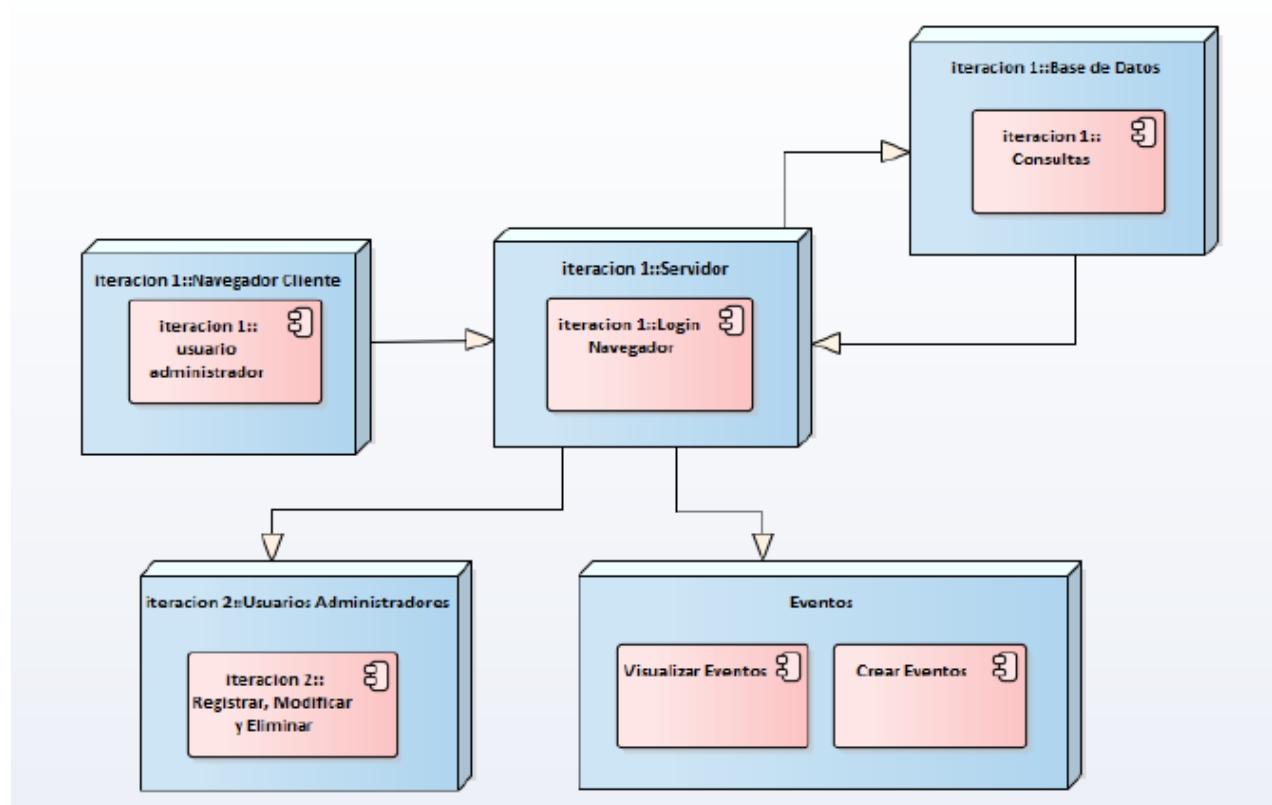 iteracion 1::Base de Datos
iteracion 1::
Consultas
iteracion 1::Navegador Cliente
iteracion 1::
usuario
administrador
iteracion 1::Servidor
iteracion 1::Login
Navegador
iteracion 2::Usuarios Administradores
iteracion 2::
Registrar, Modificar
y Eliminar
Eventos
Visualizar Eventos
Crear Eventos